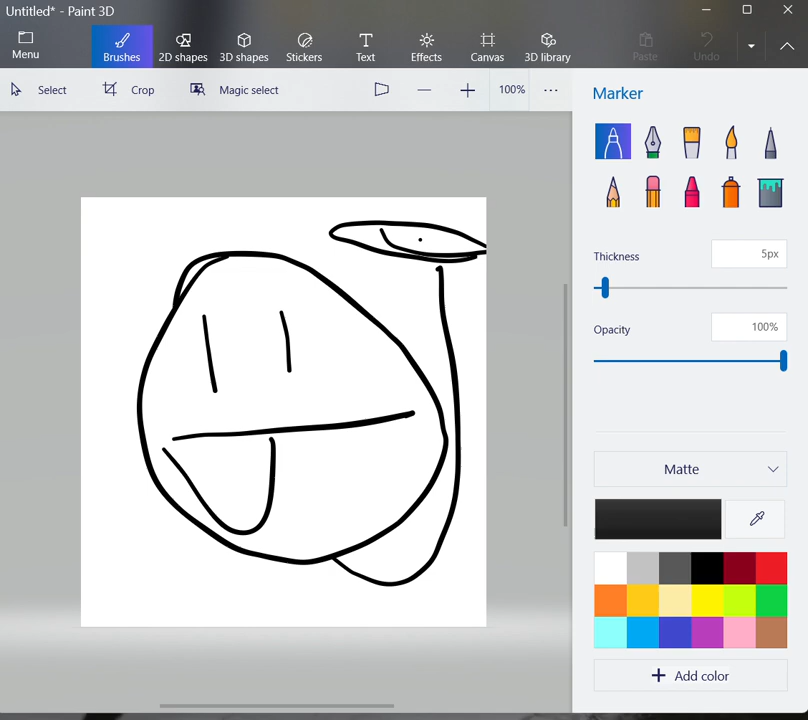 Untitled* - Paint 3D
Menu
Brushes
2D shapes
3D shapes
Stickers
Text
Effects
Canvas
3D library
Paste
Undo
Select
Crop
Magic select
100%
Marker
Thickness
5px
Opacity
100%
Matte
Add color